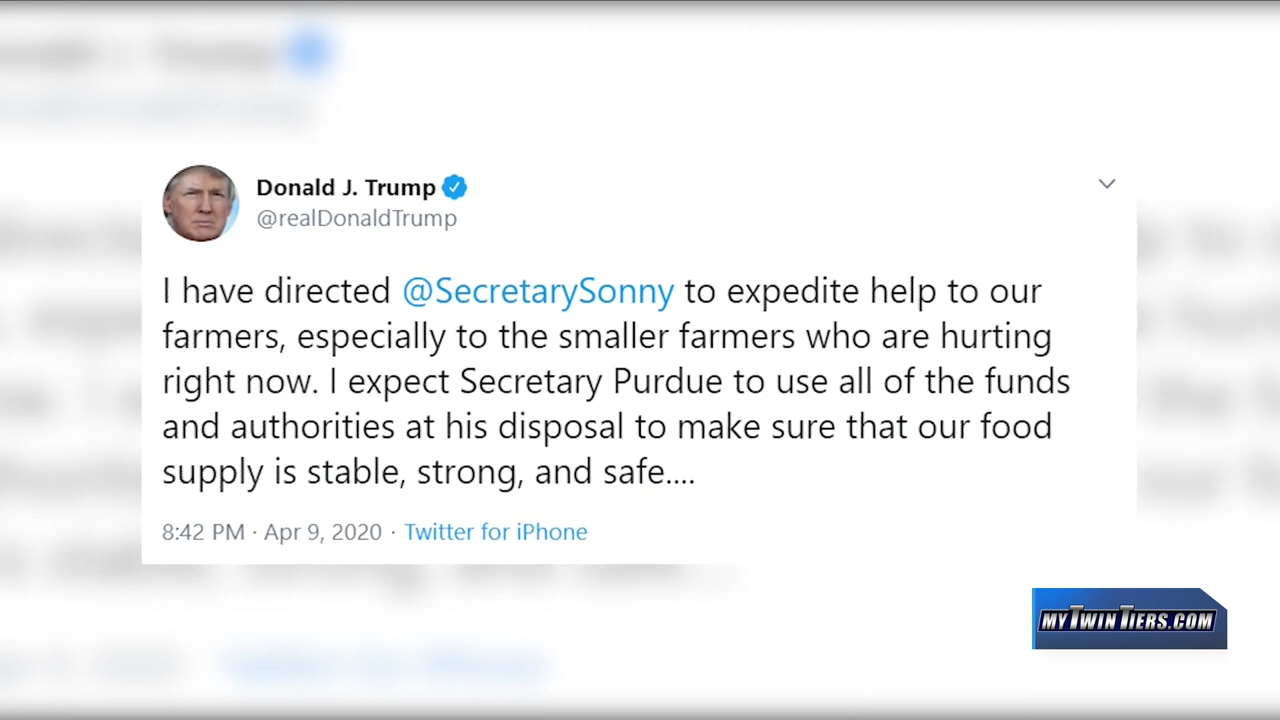 Donald J. Trump
@realDonaldTrump
I have directed @SecretarySonny to expedite help to our
farmers, especially to the smaller farmers who are hurting
right now. I expect Secretary Purdue to use all of the funds
and authorities at his disposal to make sure that our food
supply is stable, strong, and safe....
8:42 PM · Apr 9, 2020 · Twitter for iPhone
MYTWINTIERS.COM